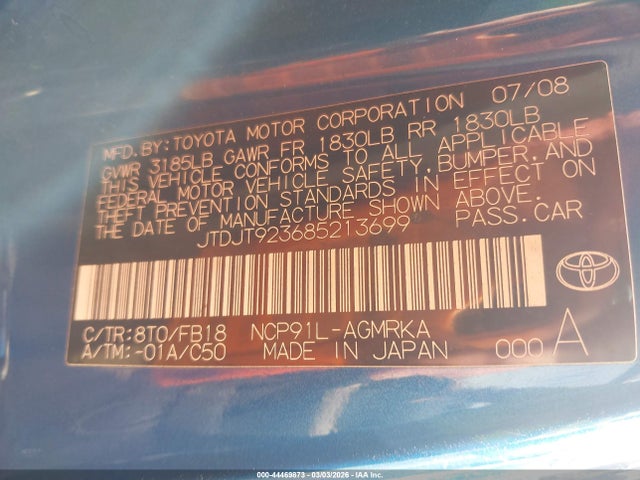 MFD. BY: TOYOTA MOTOR CORPORATION 07/08
GVWR 3185LB GAWR FR 1830LB RR 1830LB
THIS VEHICLE CONFORMS TO ALL APPLICABLE
FEDERAL MOTOR VEHICLE SAFETY, BUMPER, AND
THEFT PREVENTION STANDARDS IN EFFECT ON
THE DATE OF MANUFACTURE SHOWN ABOVE.
JTDJT923685213699 PASS. CAR
C/TR: 8T0/FB18 NCP91L-AGMRKA
A/TM: -01A/C50 MADE IN JAPAN 000 A
000-44469873 - 03/03/2026 - IAA Inc.